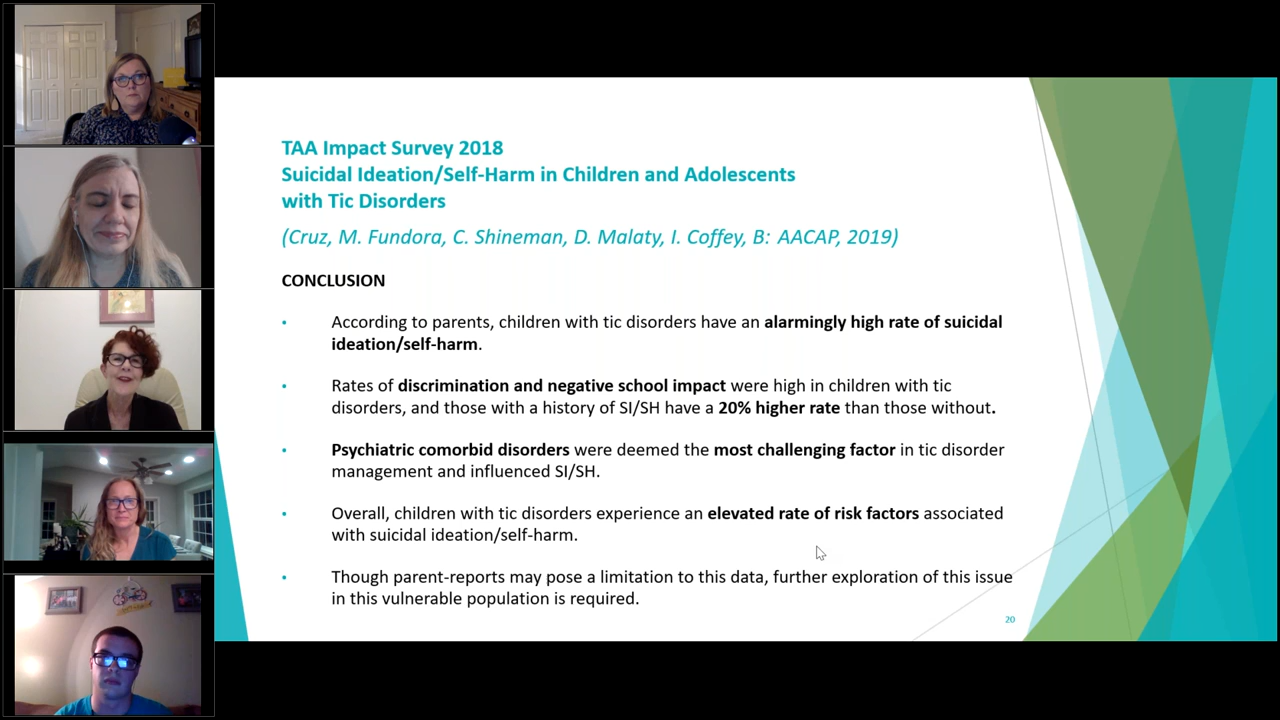 TAA Impact Survey 2018
Suicidal Ideation/Self-Harm in Children and Adolescents
with Tic Disorders
(Cruz, M. Fundora, C. Shineman, D. Malaty, I. Coffey, B: AACAP, 2019)
CONCLUSION
• According to parents, children with tic disorders have an alarmingly high rate of suicidal
ideation/self-harm.
• Rates of discrimination and negative school impact were high in children with tic
disorders, and those with a history of SI/SH have a 20% higher rate than those without.
• Psychiatric comorbid disorders were deemed the most challenging factor in tic disorder
management and influenced SI/SH.
• Overall, children with tic disorders experience an elevated rate of risk factors associated
with suicidal ideation/self-harm.
• Though parent-reports may pose a limitation to this data, further exploration of this issue
in this vulnerable population is required.
20